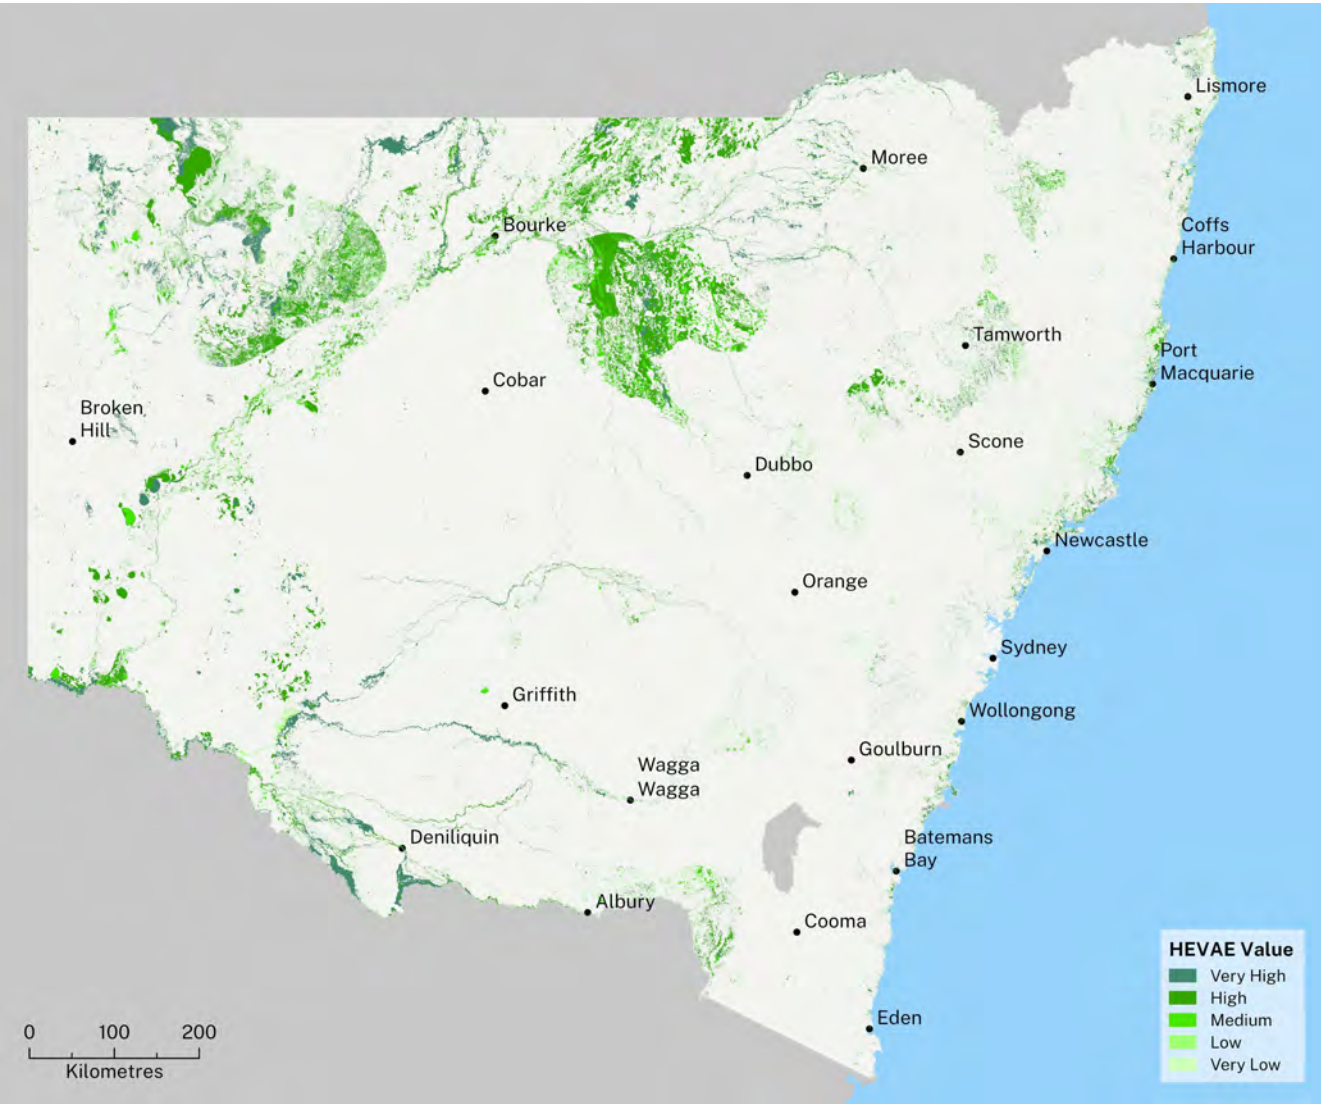 Lismore
Moree
Bourke
Coffs
Harbour
Tamworth
Port
Macquarie
Cobar
Broken
Hill
Scone
Dubbo
Newcastle
Orange
Sydney
Griffith
Wollongong
Goulburn
Wagga
Wagga
Deniliquin
Batemans
Bay
Albury
Cooma
Eden
HEVAE Value
Very High
High
Medium
Low
Very Low
0 100 200
Kilometres